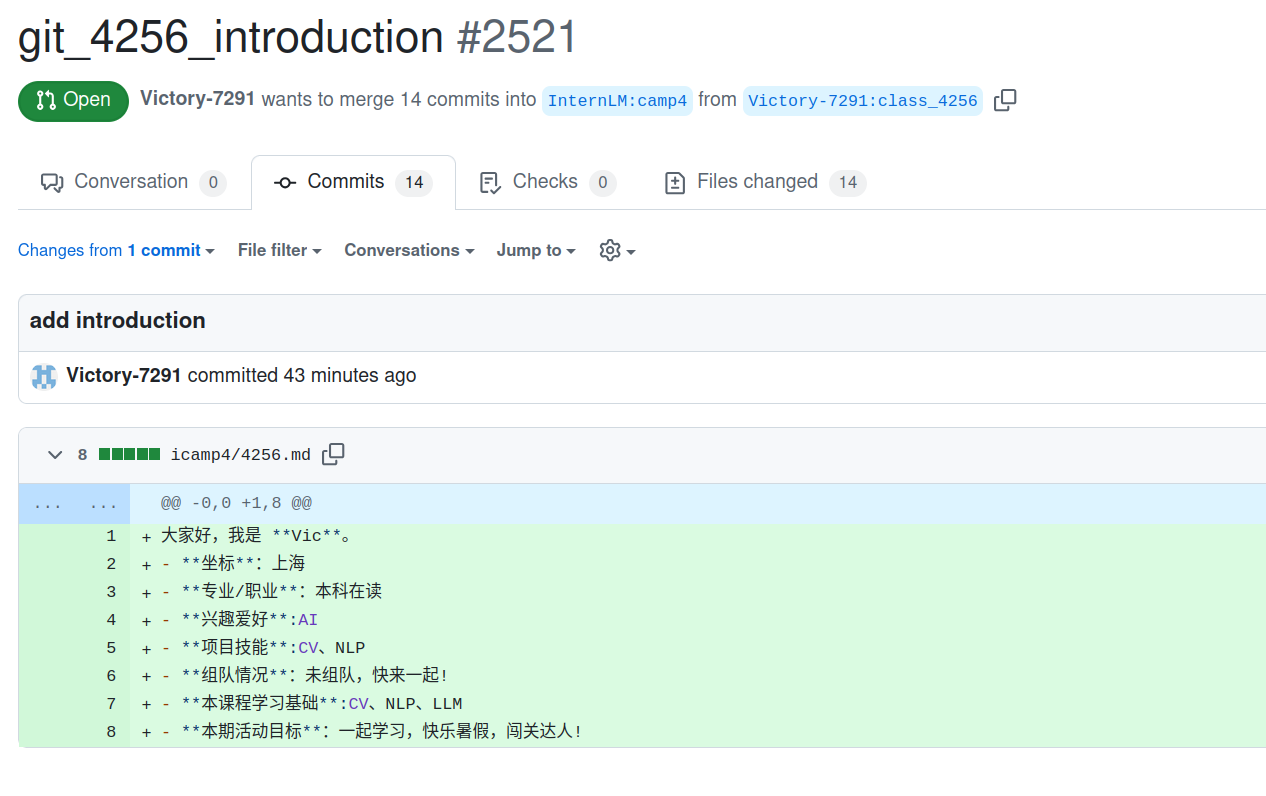 git_4256_introduction #2521
Open Victory-7291 wants to merge 14 commits into InternLM:camp4 from Victory-7291:class_4256
Conversation 0 Commits 14 Checks 0 Files changed 14
Changes from 1 commit File filter Conversations Jump to
add introduction
Victory-7291 committed 43 minutes ago
8 icamp4/4256.md
... ... @@ -0,0 +1,8 @@
1 + 大家好，我是 **Vic**。
2 + - **坐标**：上海
3 + - **专业/职业**：本科在读
4 + - **兴趣爱好**:AI
5 + - **项目技能**:CV、NLP
6 + - **组队情况**：未组队，快来一起!
7 + - **本课程学习基础**:CV、NLP、LLM
8 + - **本期活动目标**：一起学习，快乐暑假，闯关达人!